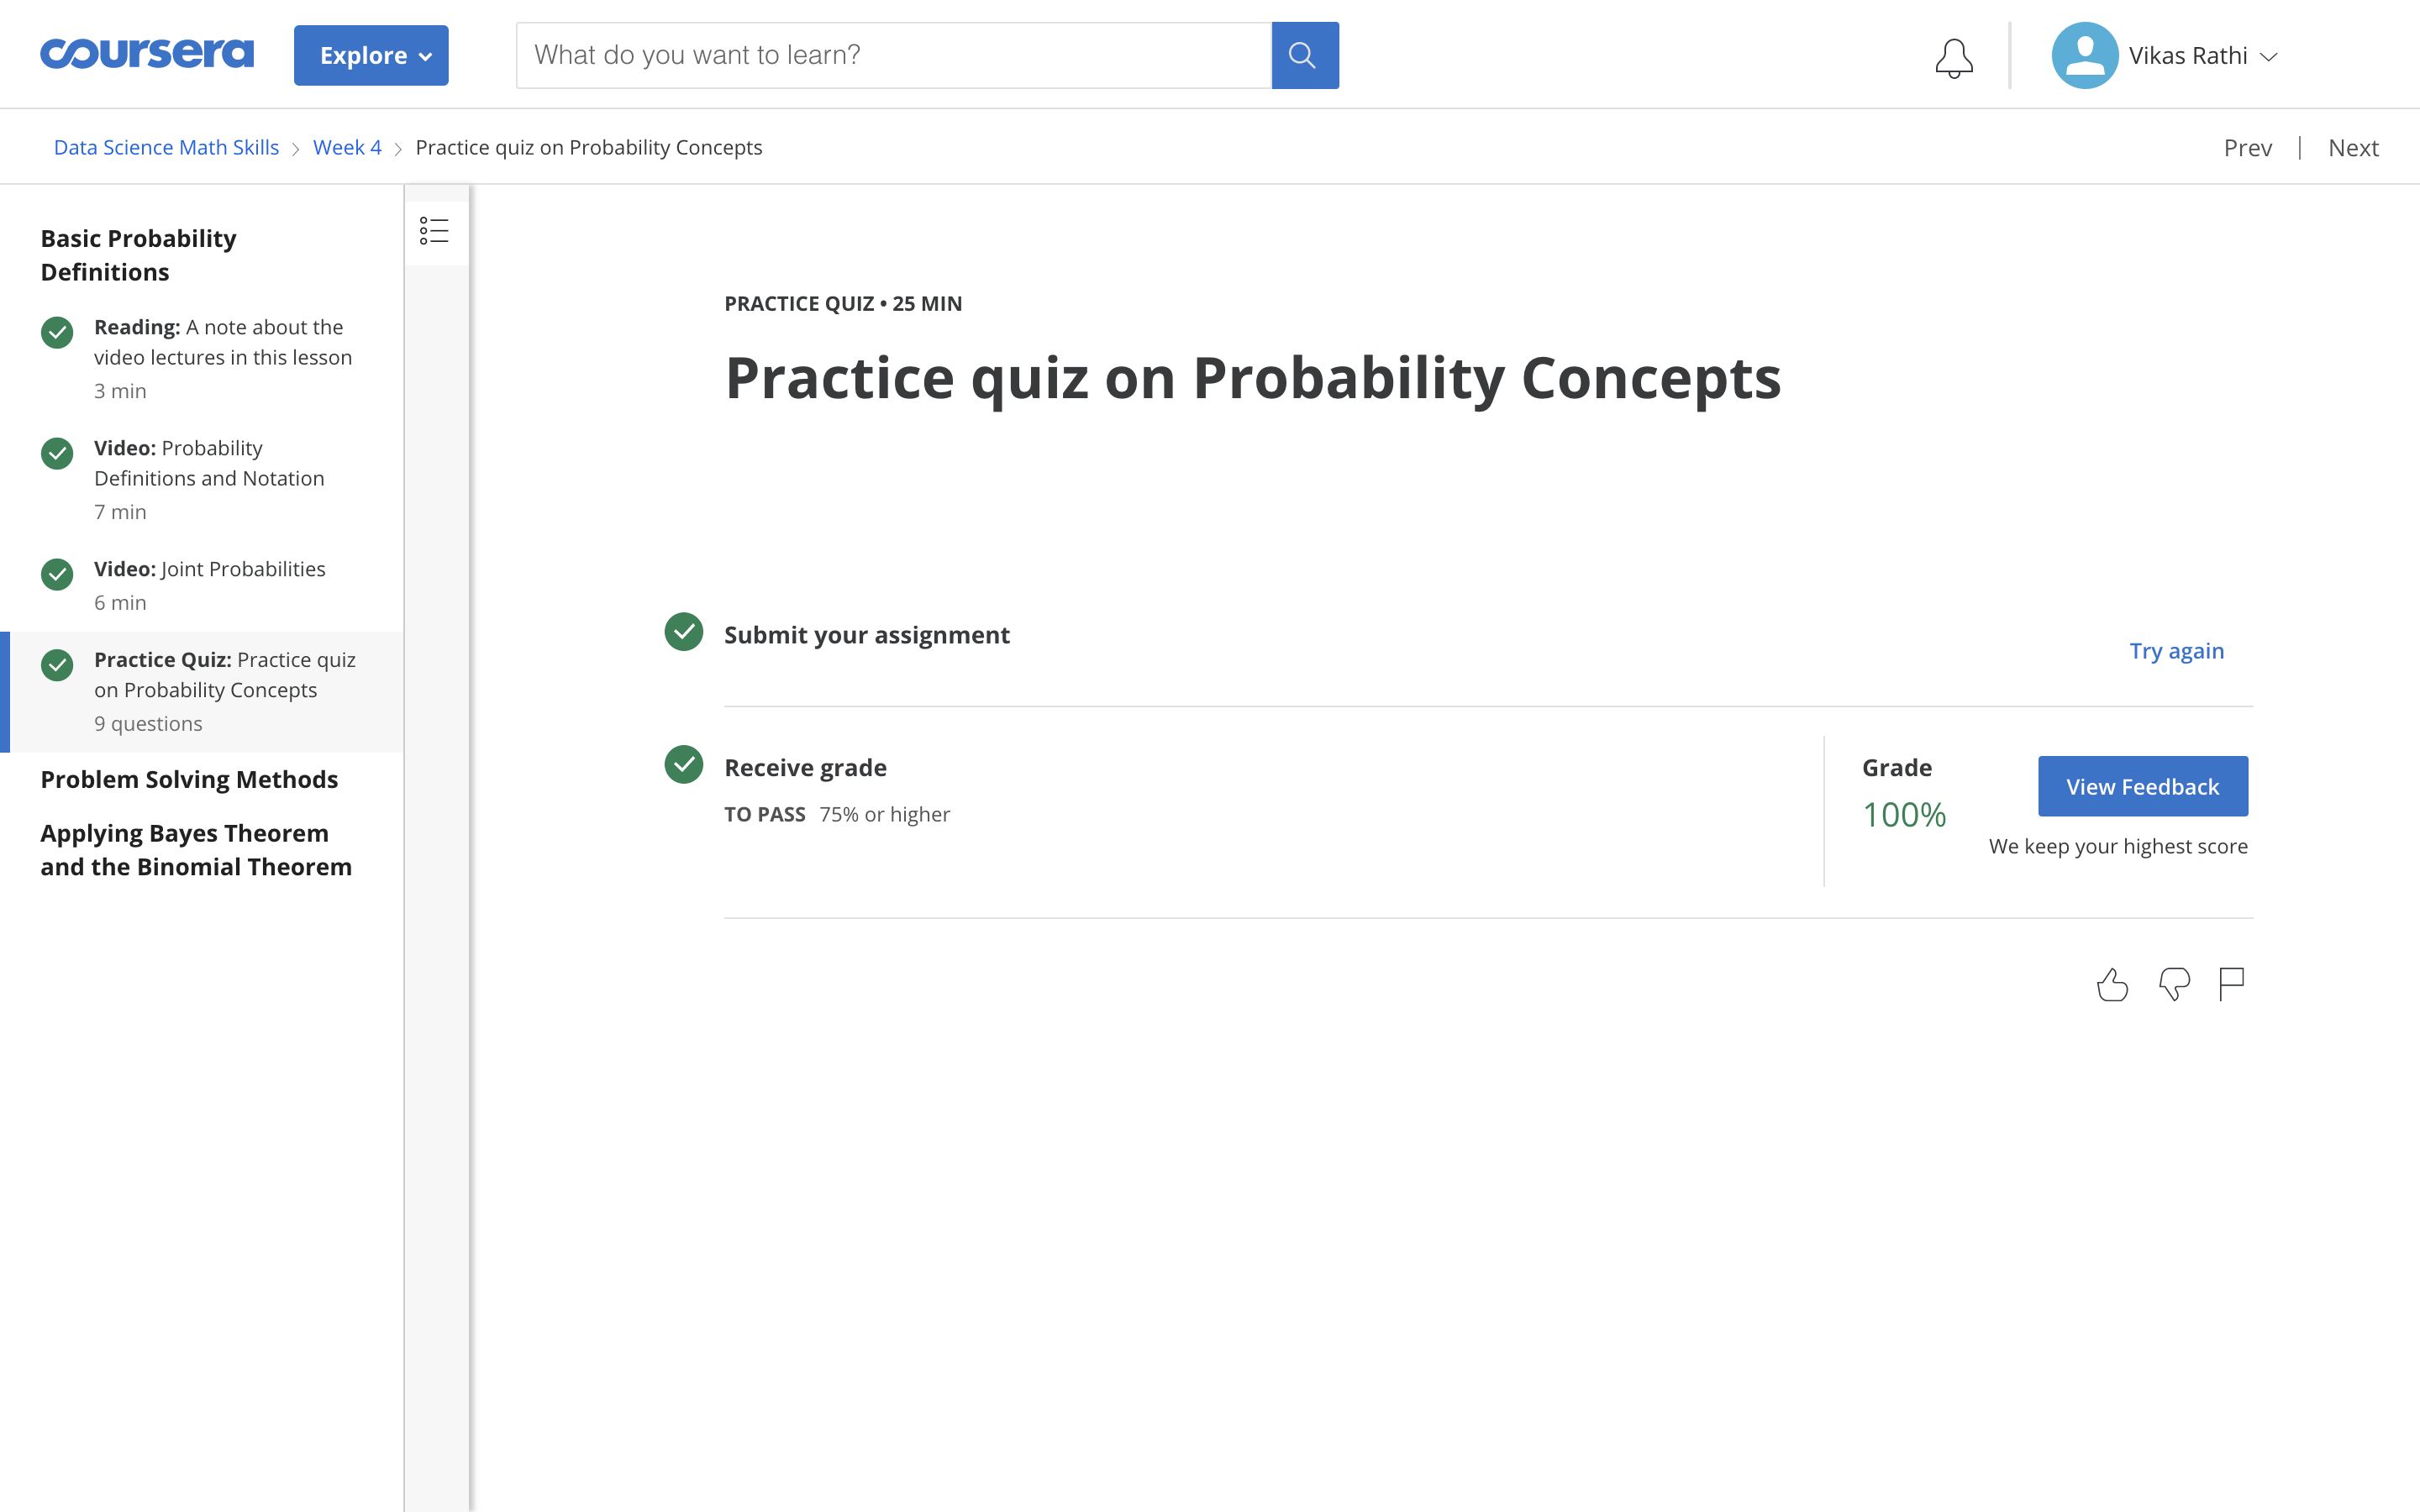 coursera
Explore
What do you want to learn?
Vikas Rathi
Data Science Math Skills
Week 4
Practice quiz on Probability Concepts
Prev
Next
Basic Probability
Definitions
Reading: A note about the
video lectures in this lesson
3 min
Video: Probability
Definitions and Notation
7 min
Video: Joint Probabilities
6 min
Practice Quiz: Practice quiz
on Probability Concepts
9 questions
Problem Solving Methods
Applying Bayes Theorem
and the Binomial Theorem
PRACTICE QUIZ • 25 MIN
Practice quiz on Probability Concepts
Submit your assignment
Try again
Receive grade
TO PASS 75% or higher
Grade
100%
View Feedback
We keep your highest score